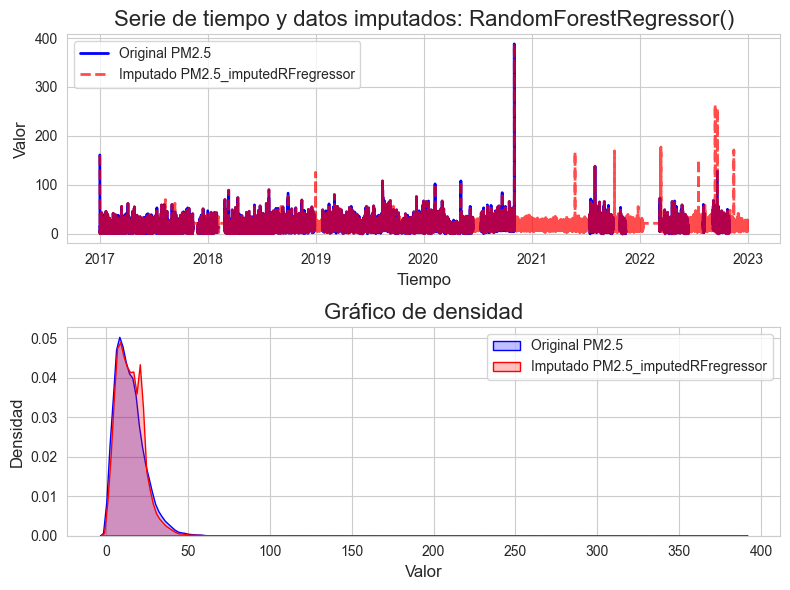 Serie de tiempo y datos imputados: RandomForestRegressor()
Original PM2.5
Imputado PM2.5_imputedRFregressor
Valor
400
300
200
100
0
2017 2018 2019 2020 2021 2022 2023
Tiempo
Gráfico de densidad
Original PM2.5
Imputado PM2.5_imputedRFregressor
Densidad
0.05
0.04
0.03
0.02
0.01
0.00
0 50 100 150 200 250 300 350 400
Valor